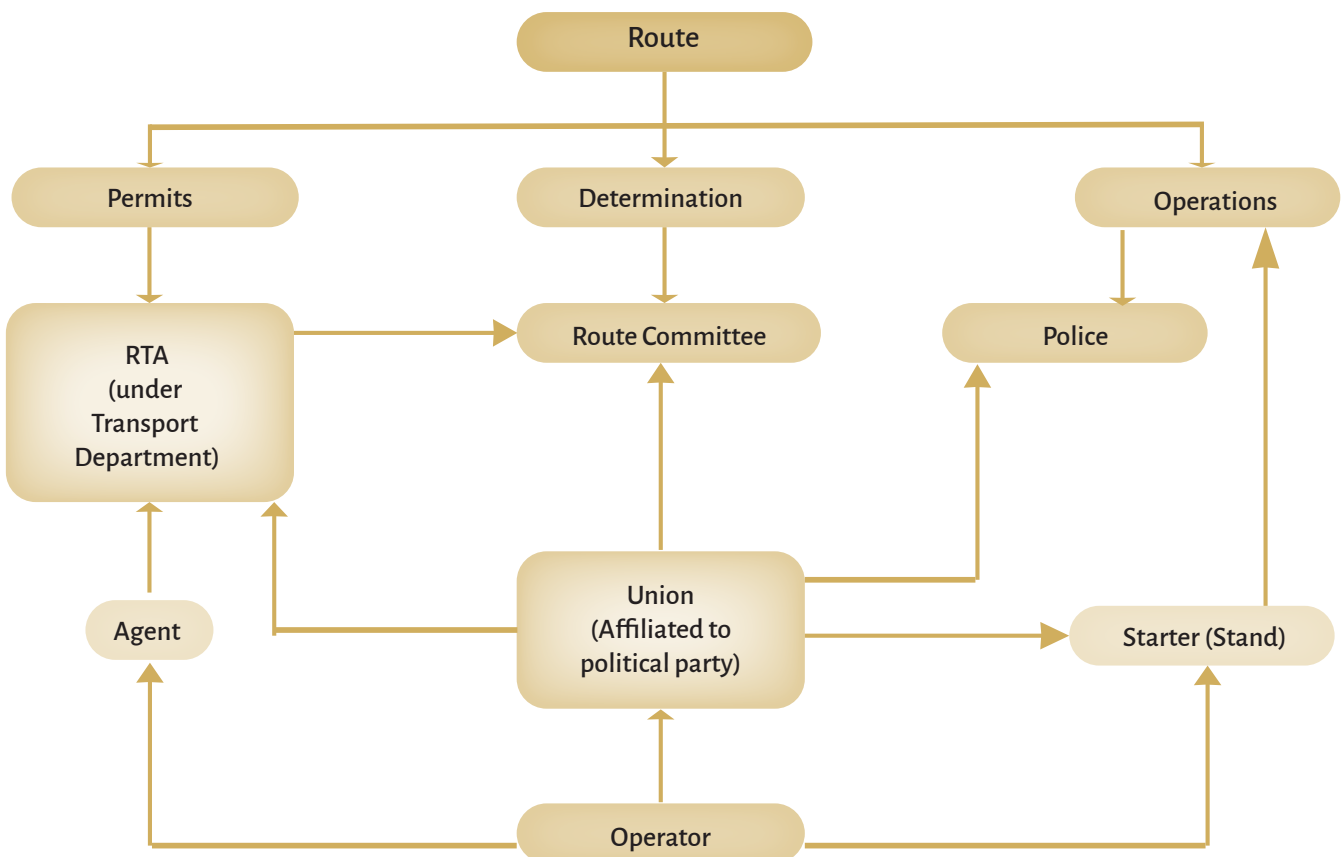 Route
Permits
Determination
Operations
RTA
(under
Transport
Department)
Route Committee
Police
Agent
Union
(Affiliated to
political party)
Starter (Stand)
Operator